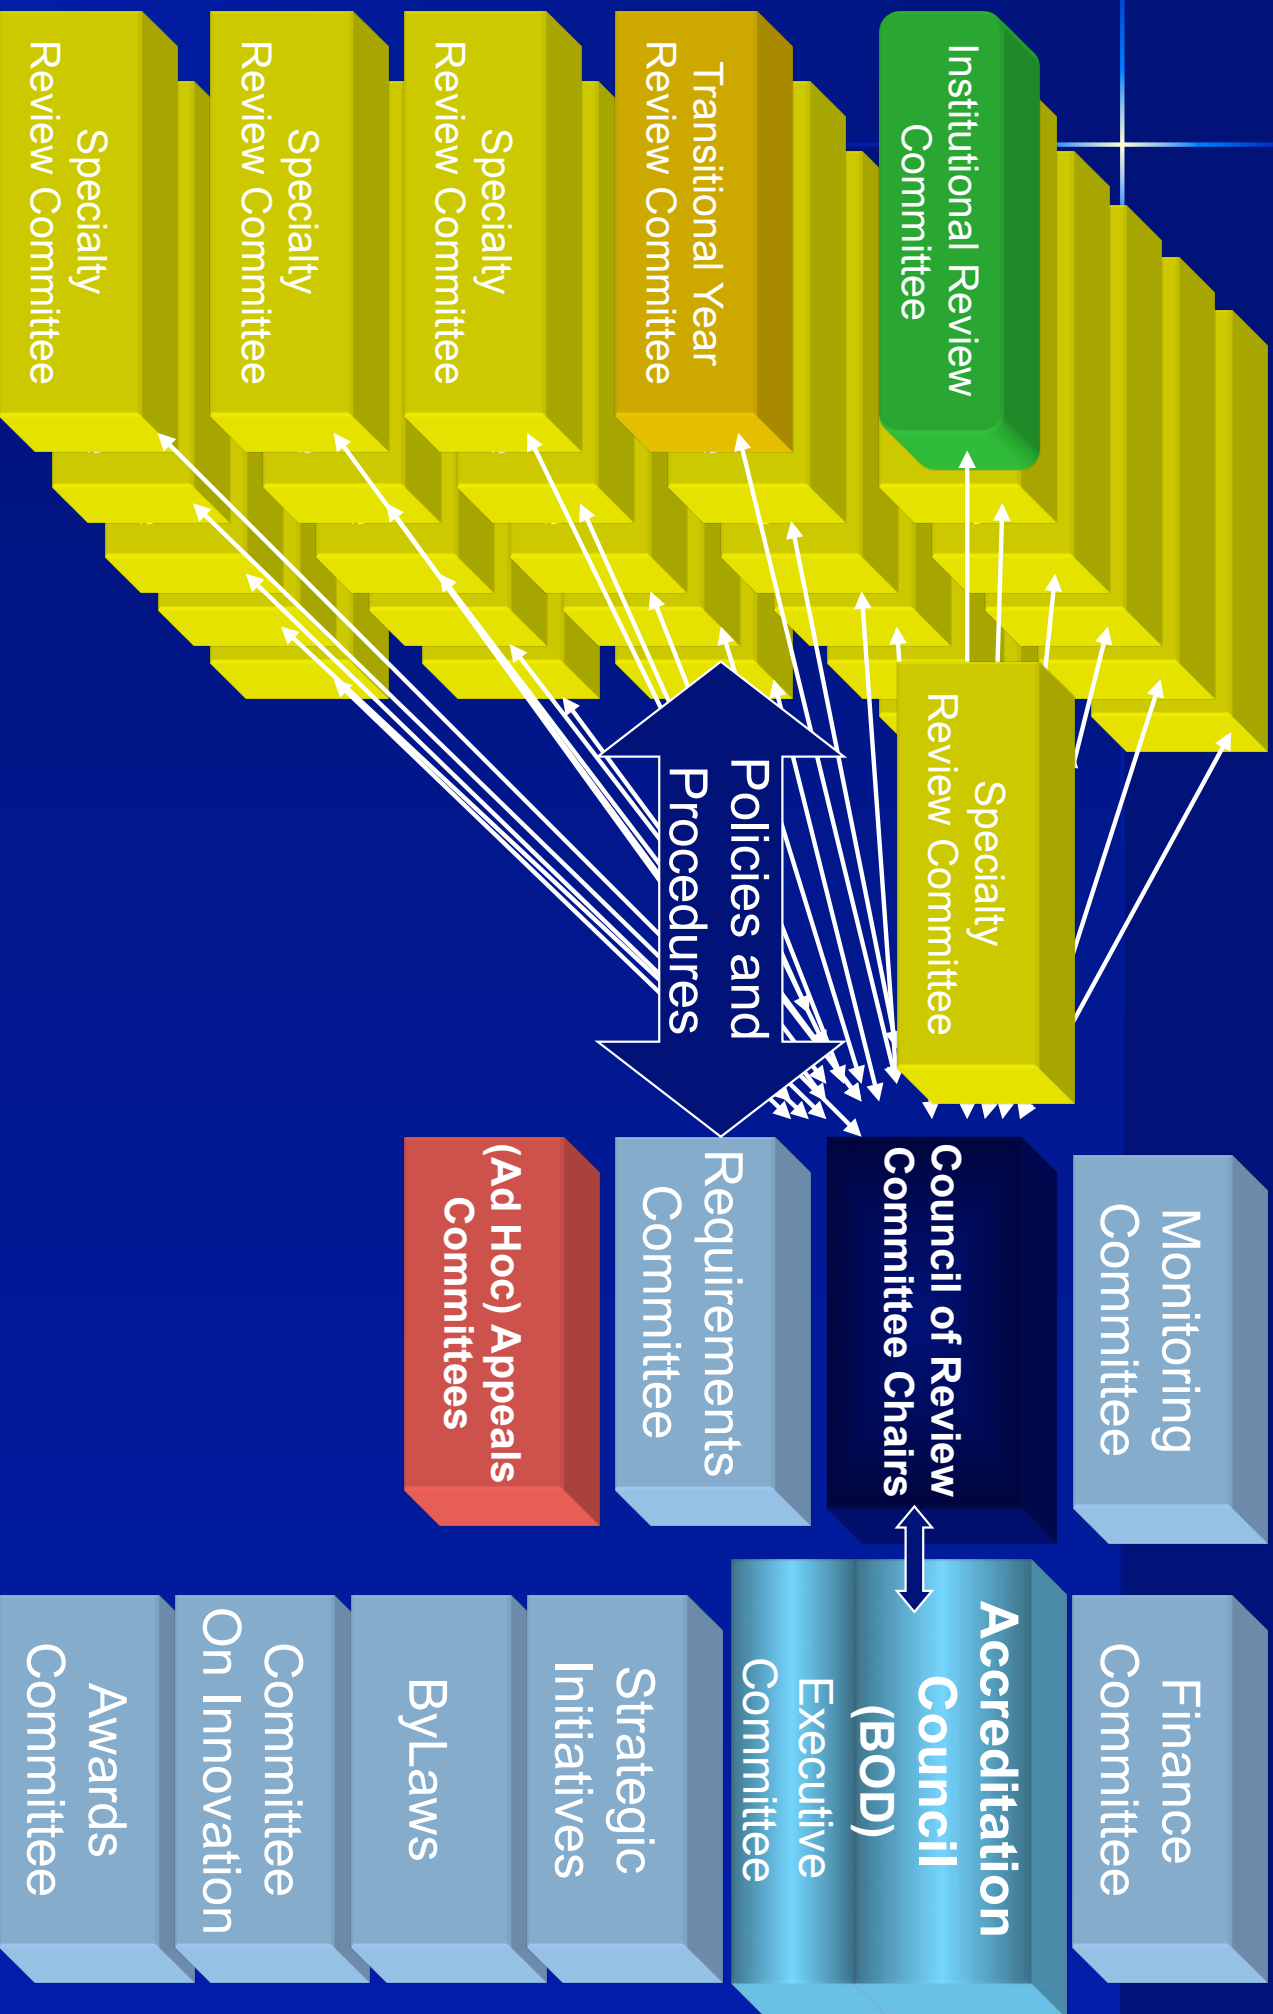 Monitoring
Committee
Finance
Committee
Institutional Review
Committee
Specialty
Review Committee
Council of Review
Committee Chairs
Accreditation
Council
(BOD)
Executive
Committee
Transitional Year
Review Committee
Policies and
Procedures
Requirements
Committee
Strategic
Initiatives
Specialty
Review Committee
(Ad Hoc) Appeals
Committees
ByLaws
Specialty
Review Committee
Committee
On Innovation
Specialty
Review Committee
Awards
Committee